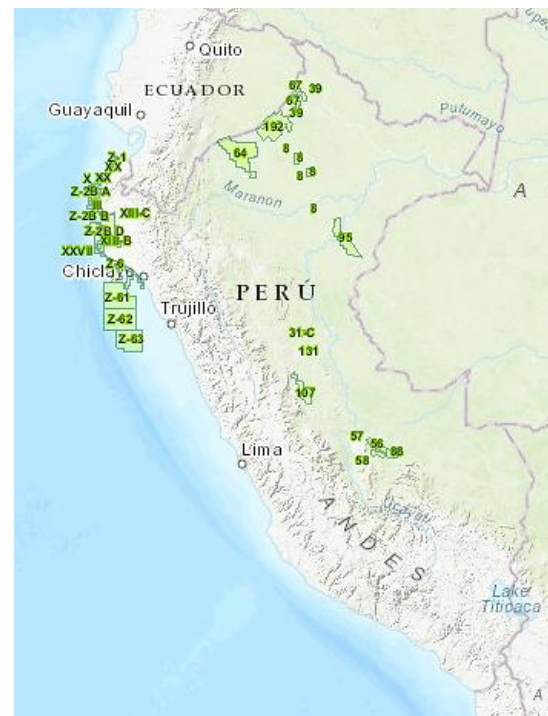 Quito
ECUADOR
67
39
67
39
Guayaquil
Putumayo
192
64
8
8
8
8
Z-1
XX
X XX
Z-2B A
III
Z-2B B
XIII-C
Z-2B D
XIII-B
XXVII
Z-6
Maranon
A
8
95
Chiclayo
PERÚ
Z-61
Z-62
Z-63
Trujillo
31-C
131
107
57
56
88
58
Lima
Ucayali
ANDES
Lake
Titicaca
A